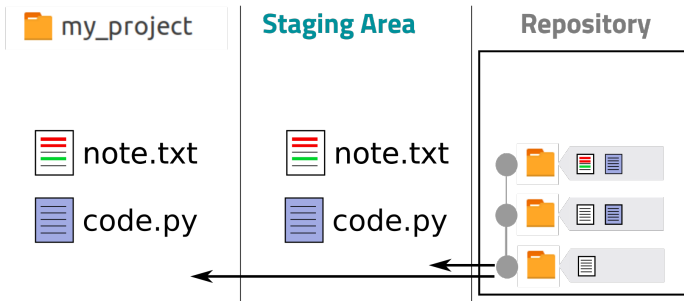 my_project
Staging Area
Repository
note.txt
note.txt
code.py
code.py